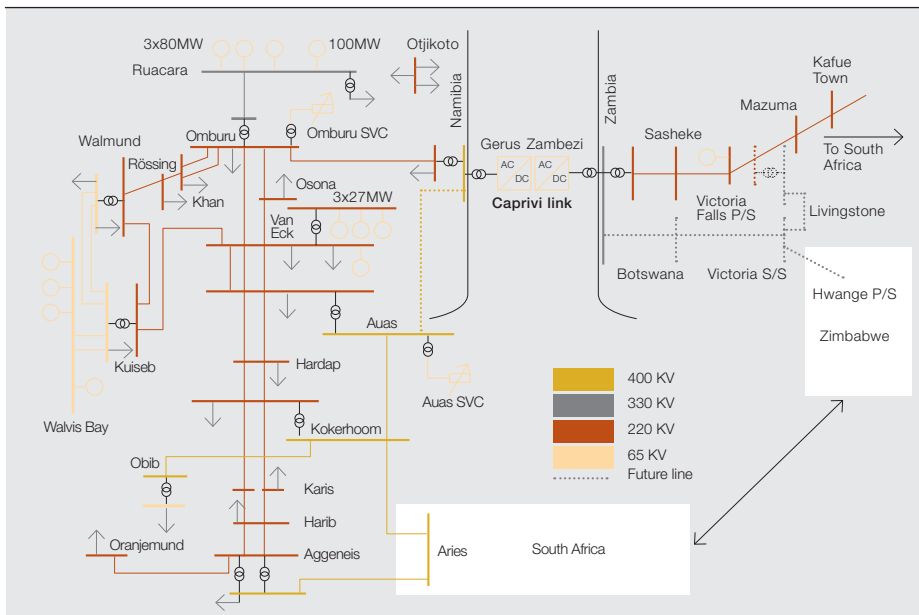 3x80MW
100MW
Ruacara
Otjikoto
Namibia
Zambia
Kafue
Town
Mazuma
To South
Africa
Sasheke
Victoria
Falls P/S
Livingstone
Gerus Zambezi
AC
DC
AC
DC
Caprivi link
Omburu
Omburu SVC
Walmund
Rössing
Khan
Osona
3x27MW
Van
Eck
Botswana
Victoria S/S
Hwange P/S
Zimbabwe
Auas
Kuiseb
Hardap
Auas SVC
Walvis Bay
Kokerhoom
400 KV
330 KV
220 KV
65 KV
Future line
Obib
Karis
Harib
Oranjemund
Aggeneis
Aries
South Africa